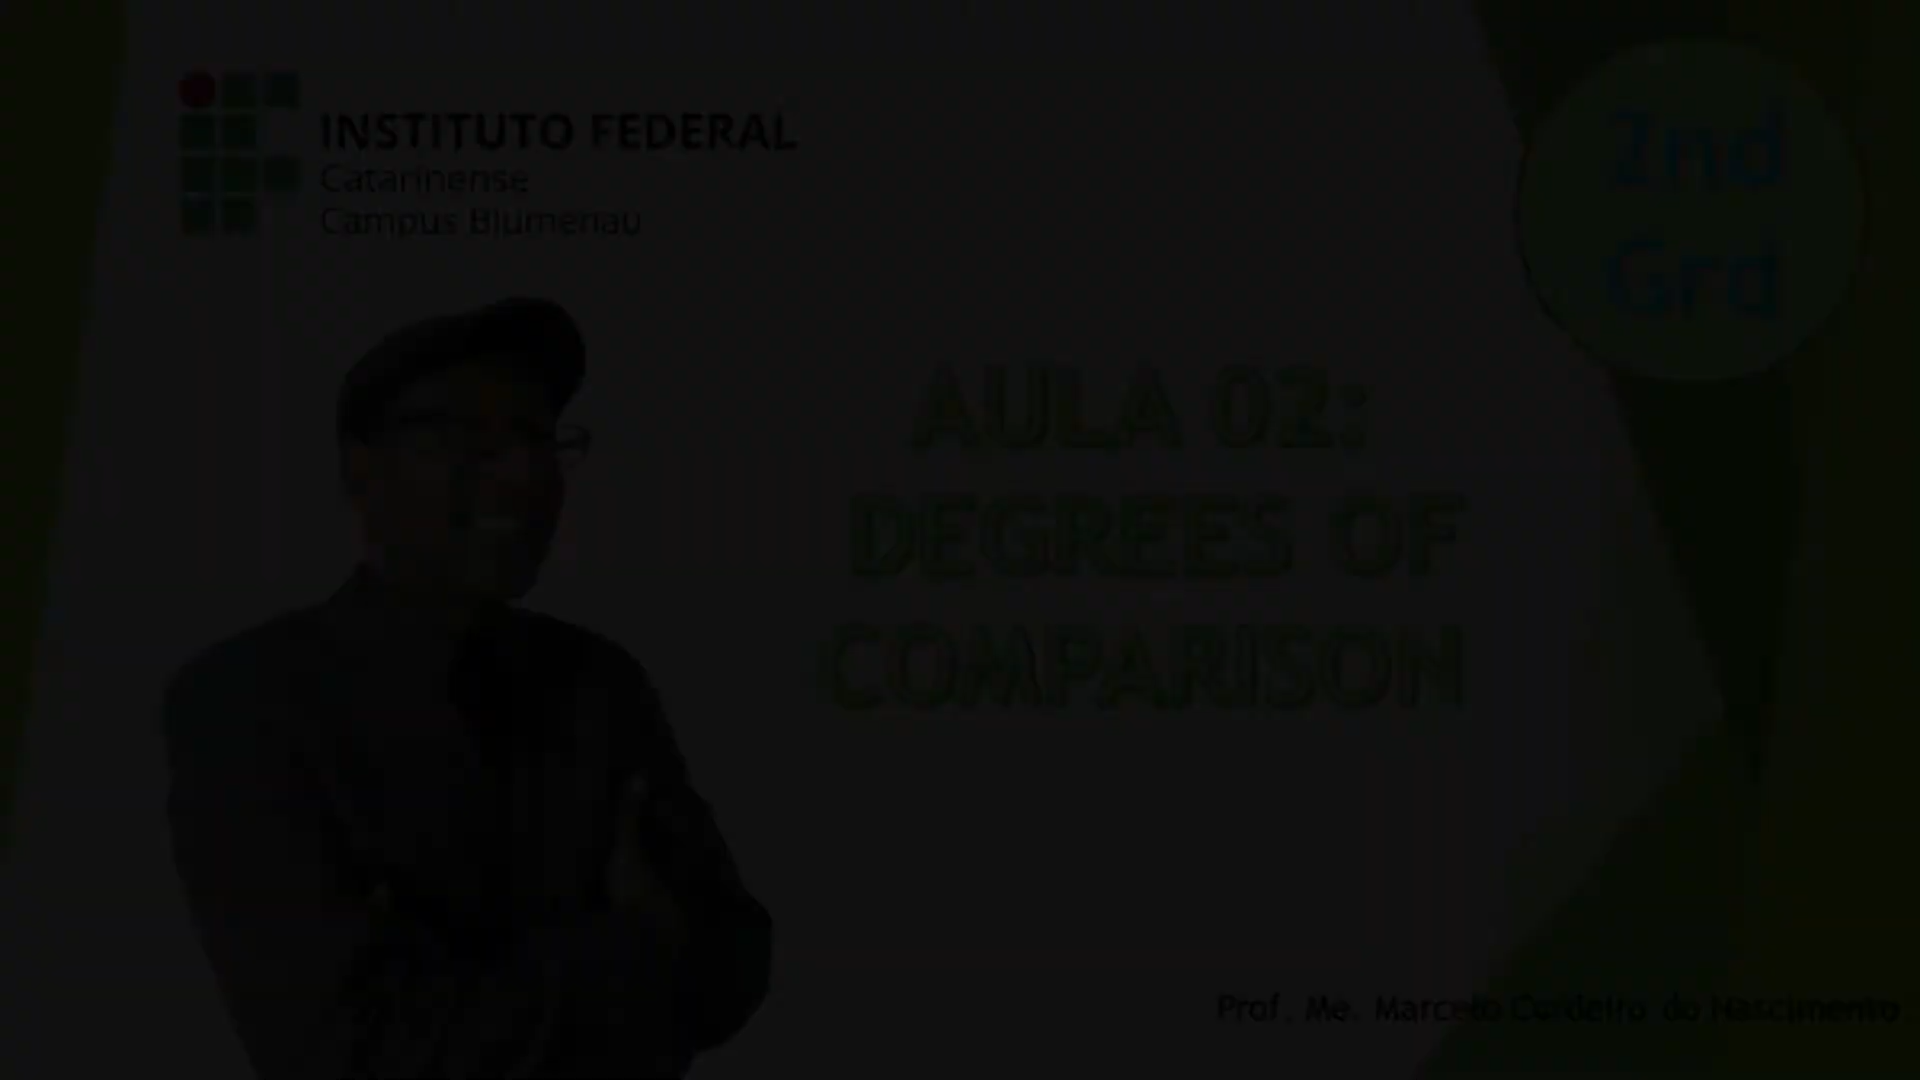 INSTITUTO FEDERAL
Catarinense
Campus Blumenau
2nd
Grd
AULA 02:
DEGREES OF
COMPARISON
Prof. Me. Marcelo Cordeiro do Nascimento